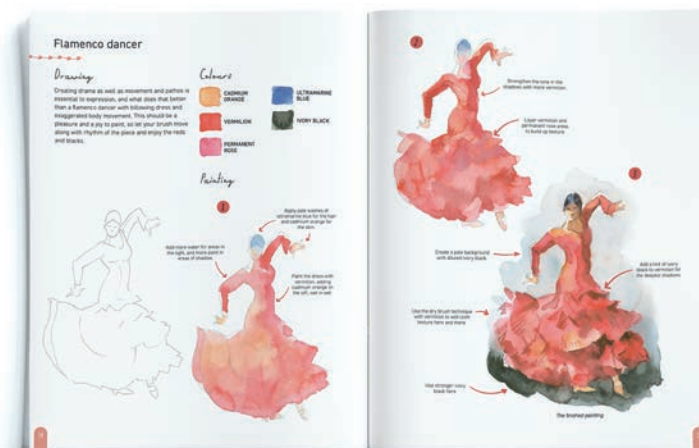 Flamenco dancer
Drawing
Creating drama as well as movement and pathos is
essential to expression, and what does that better
than a flamenco dancer with billowing dress and
exaggerated body movement. This should be a
pleasure and a joy to paint, so let your brush move
along with rhythm of the piece and enjoy the reds
and blacks.
Colours
CADMIUM
ORANGE
ULTRAMARINE
BLUE
VERMILION
IVORY BLACK
PERMANENT
ROSE
Painting
1
Apply pale washes of
ultramarine blue for the hair
and cadmium orange for
the skin.
Add more water for areas in
the light, and more paint in
areas of shadow.
Paint the dress with
vermilion, adding
cadmium orange on
the left, wet in wet.
2
Strengthen the tone in the
shadows with more vermilion.
Layer vermilion and
permanent rose areas
to build up texture.
3
Create a pale background
with diluted ivory black.
Add a hint of ivory
black to vermilion for
the deepest shadows.
Use the dry brush technique
with vermilion to add both
texture here and there.
Use stronger ivory
black here.
The finished painting